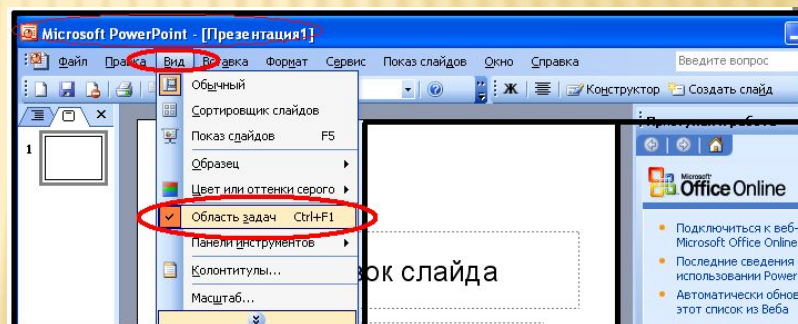 Microsoft PowerPoint - [Презентация1]
Файл Правка Вид Вставка Формат Сервис Показ слайдов Окно Справка Введите вопрос
Ж Конструктор Создать слайд
1
Обычный
Сортировщик слайдов
Показ слайдов F5
Образец
Цвет или оттенки серого
Область задач Ctrl+F1
Панели инструментов
Колонтитулы...
Масштаб...
ок слайда
Microsoft
Office Online
Подключиться к веб-
Microsoft Office Online
Последние сведения
использовании Power
Автоматически обнов
этот список из Веба